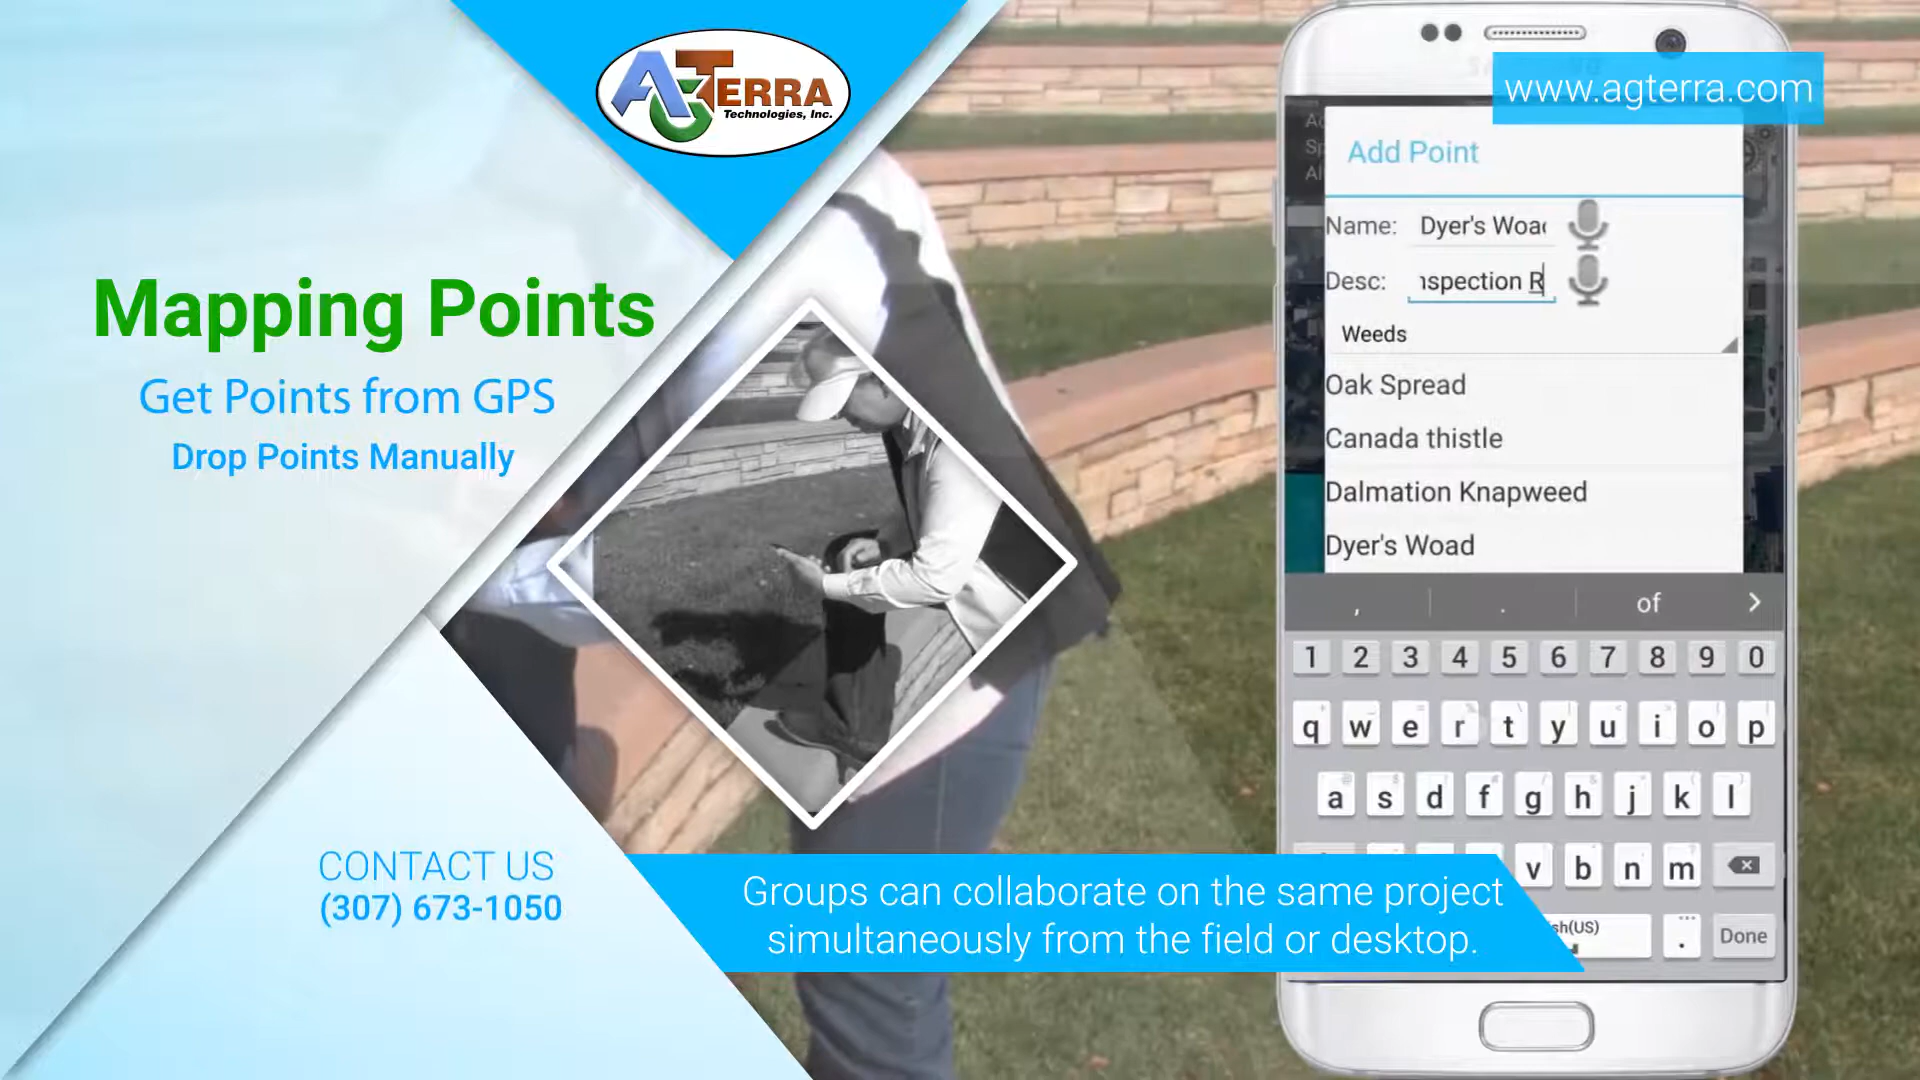 AGTERRA
Technologies, Inc.
www.agterra.com
Mapping Points
Get Points from GPS
Drop Points Manually
CONTACT US
(307) 673-1050
Groups can collaborate on the same project
simultaneously from the field or desktop.
Add Point
Name: Dyer's Woa
Desc: nspection R
Weeds
Oak Spread
Canada thistle
Dalmation Knapweed
Dyer's Woad
, . of >
1 2 3 4 5 6 7 8 9 0
q w e r t y u i o p
a s d f g h j k l
v b n m
sh(US) . Done